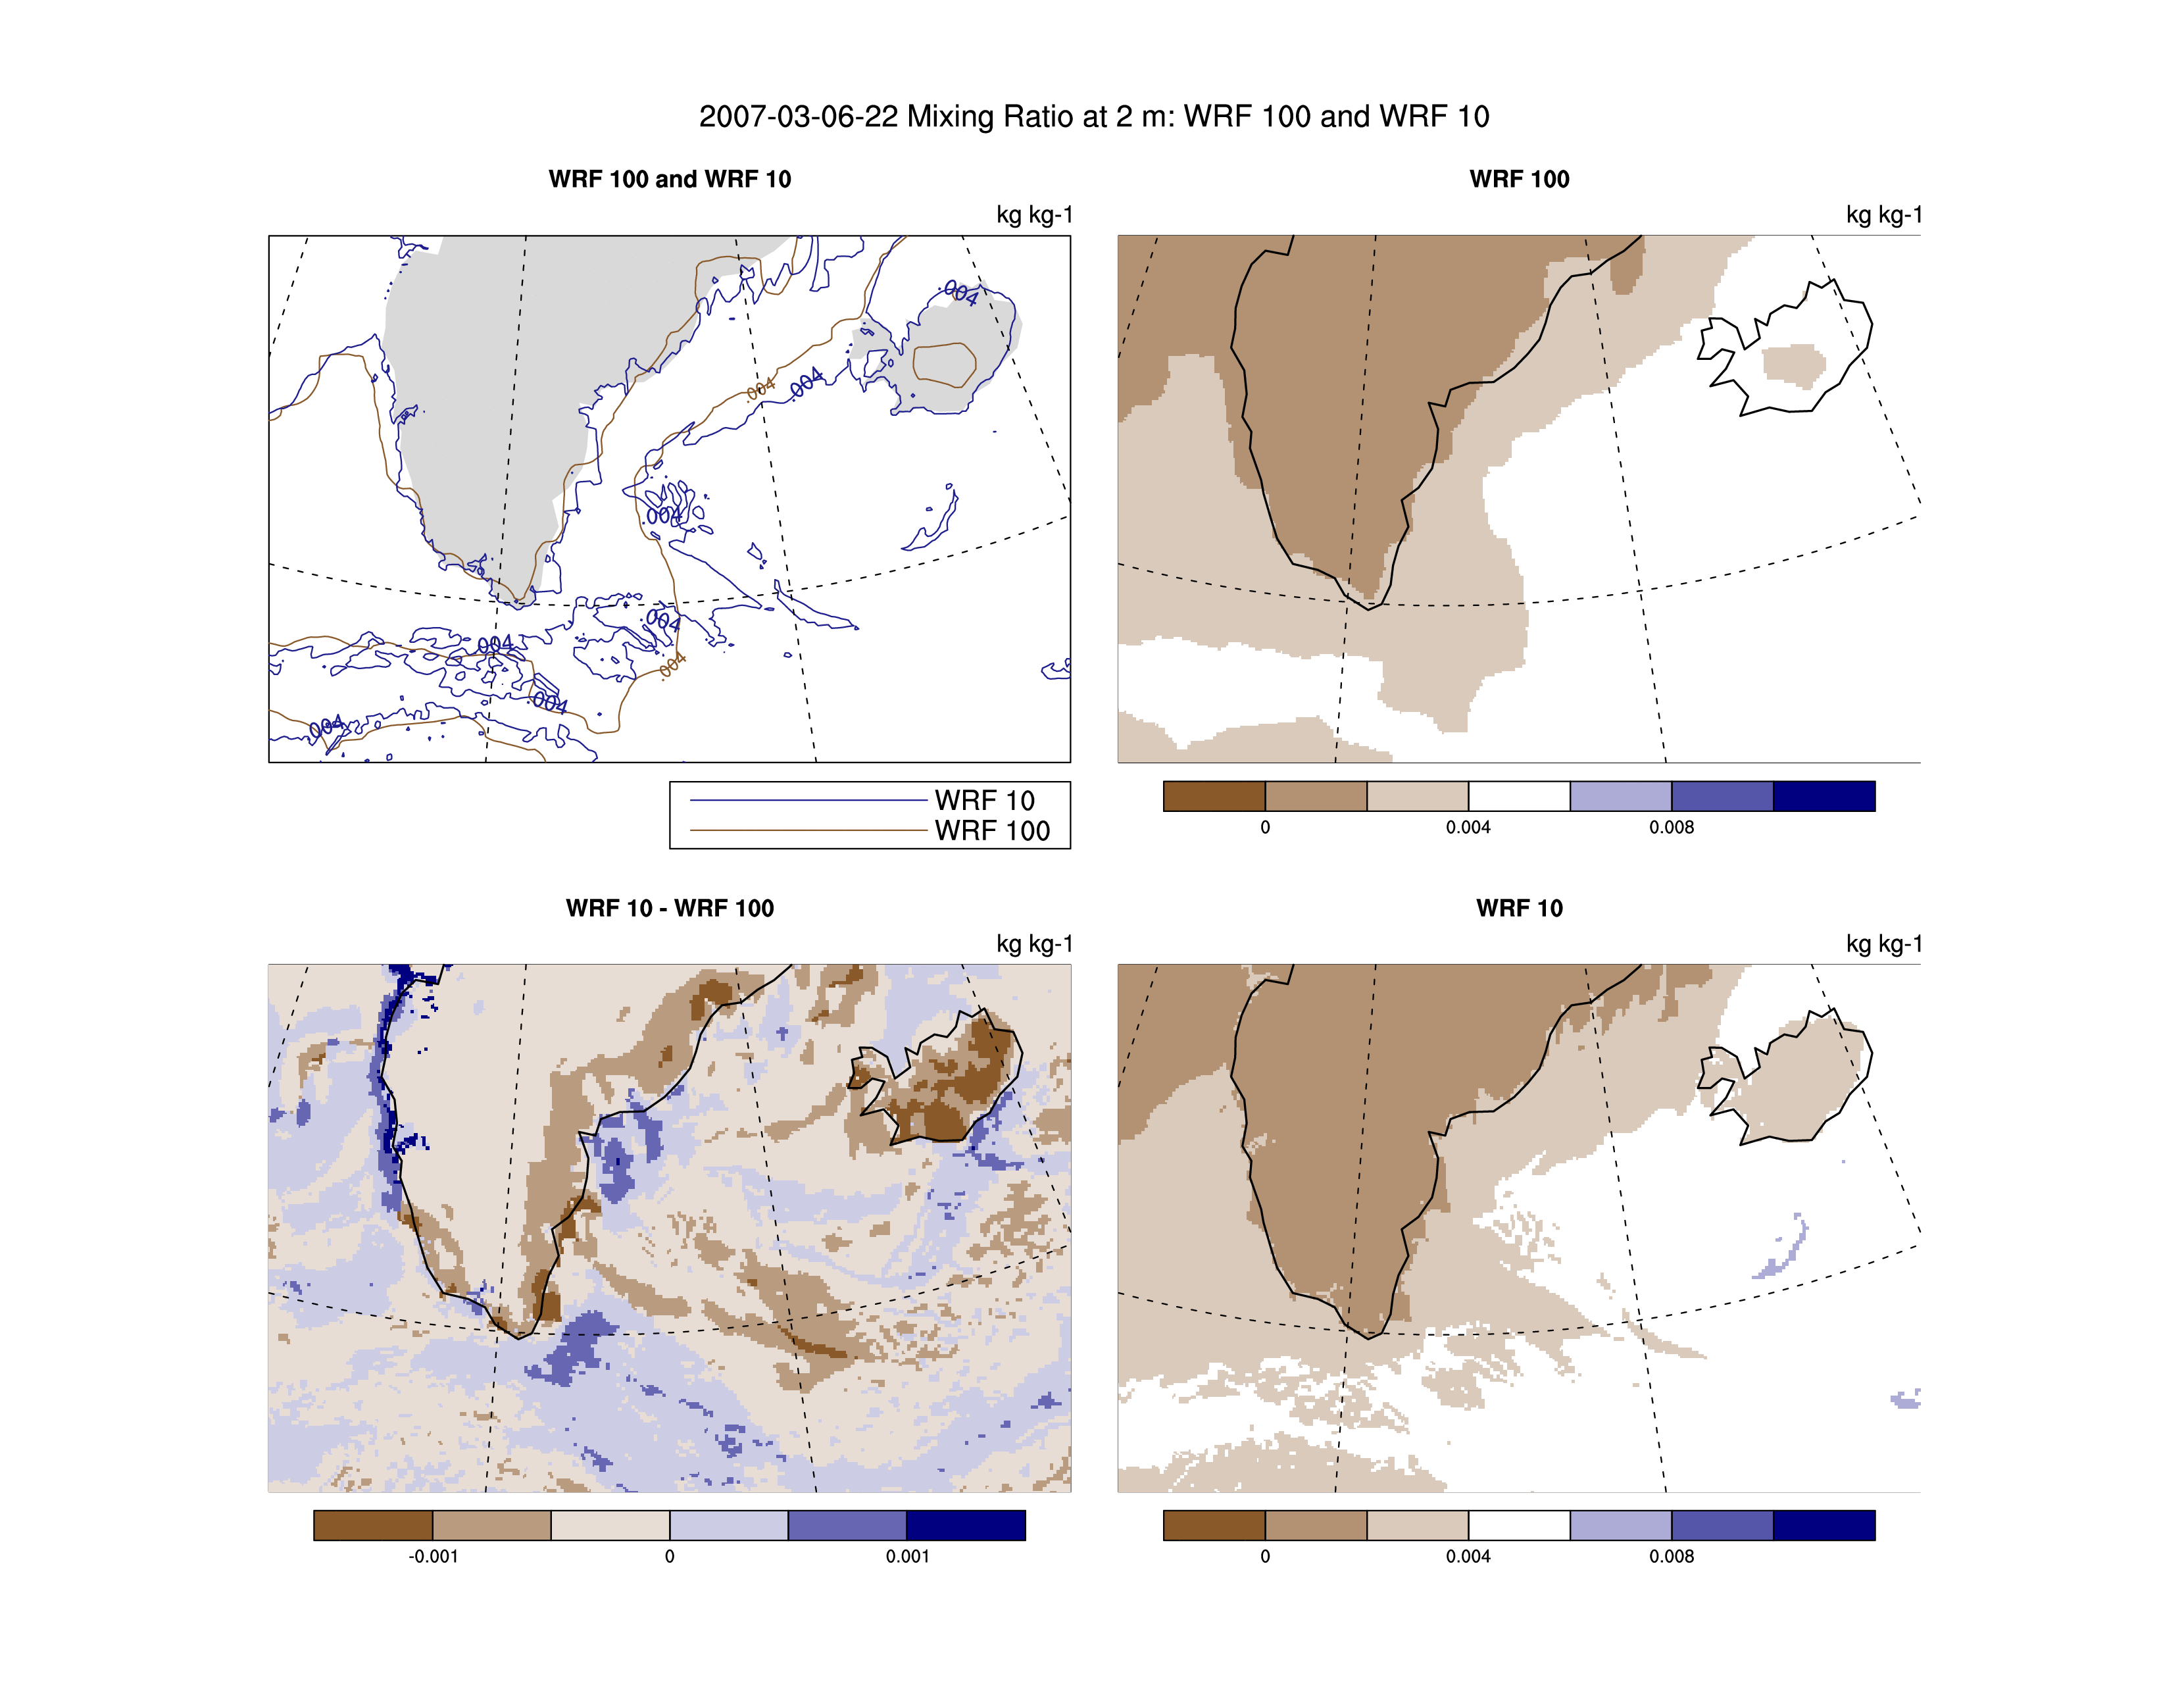 2007-03-06-22 Mixing Ratio at 2 m: WRF 100 and WRF 10
WRF 100 and WRF 10
kg kg-1
.004
.004
.004
.004
.004
.004
.004
.004
.004
WRF 10
WRF 100
WRF 100
kg kg-1
0 0.004 0.008
WRF 10 - WRF 100
kg kg-1
-0.001 0 0.001
WRF 10
kg kg-1
0 0.004 0.008